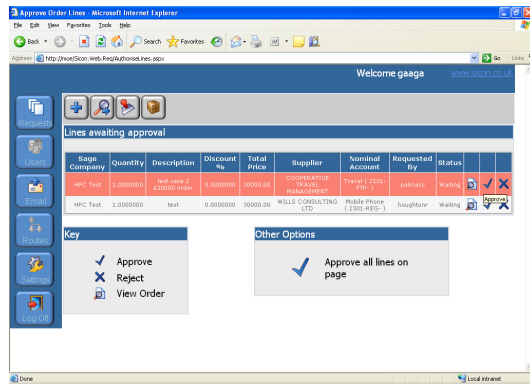 Approve Order Lines - Microsoft Internet Explorer
File Edit View Favorites Tools Help
Back Search Favorites
Address http://moe/Sicon.Web.Req/AuthoriseLines.aspx Go Links
Welcome gaaga www.sicon.co.uk
Requests
Users
Email
Routes
Settings
Log Off
Lines awaiting approval
Sage Company Quantity Description Discount % Total Price Supplier Nominal Account Requested By Status
HPC Test 1.0000000 test case 2 £30000 order 0.0000000 30000.00 COOPERATIVE TRAVEL MANAGEMENT Travel ( 2101-FTP- ) palmazo Waiting
HPC Test 1.0000000 test 0.0000000 30000.00 WILLS CONSULTING LTD Mobile Phone ( 2301-REG- ) houghtonr Waiting
Approve
Key
Approve
Reject
View Order
Other Options
Approve all lines on
page
Done Local intranet